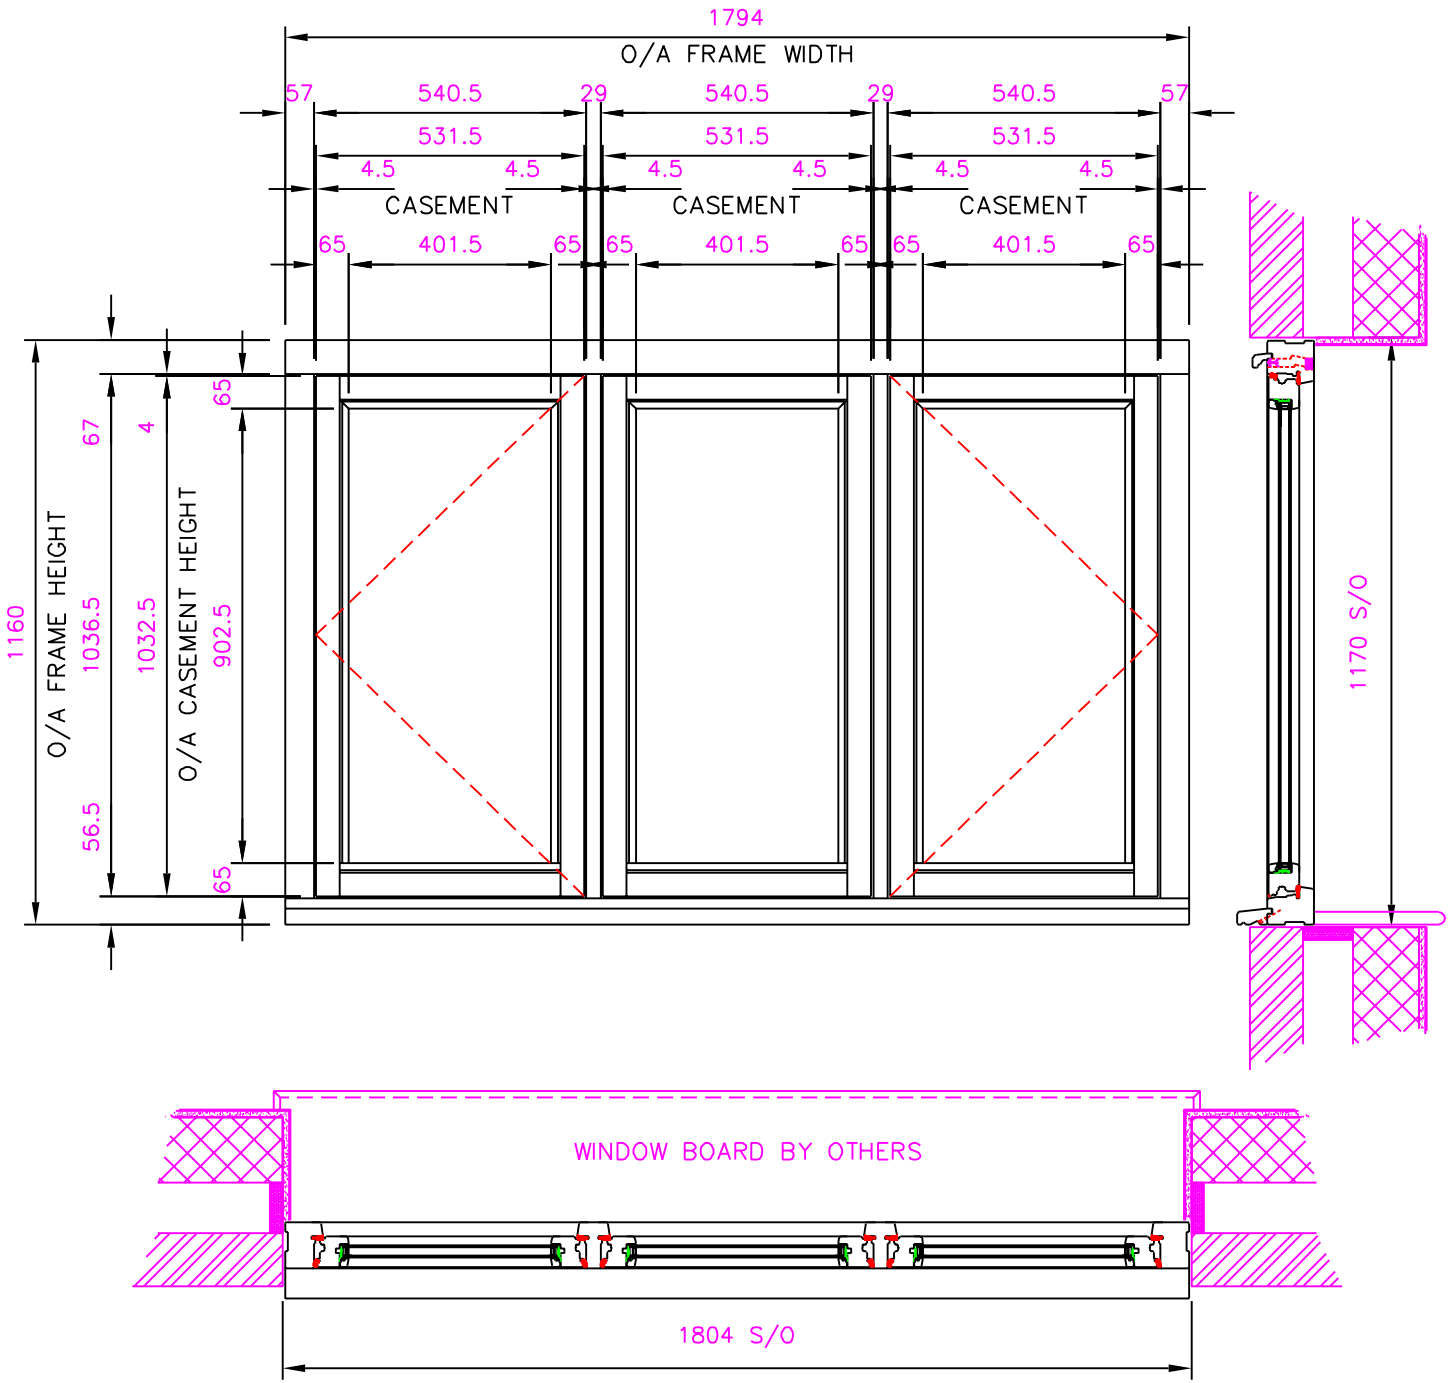 1794
O/A FRAME WIDTH
57 540.5 29 540.5 29 540.5 57
531.5 531.5 531.5
4.5 4.5 4.5 4.5 4.5 4.5
CASEMENT CASEMENT CASEMENT
65 401.5 65 65 401.5 65 65 401.5 65
1160
O/A FRAME HEIGHT
67
1036.5
56.5
4
1032.5
O/A CASEMENT HEIGHT
65
902.5
65
1170 S/O
WINDOW BOARD BY OTHERS
1804 S/O